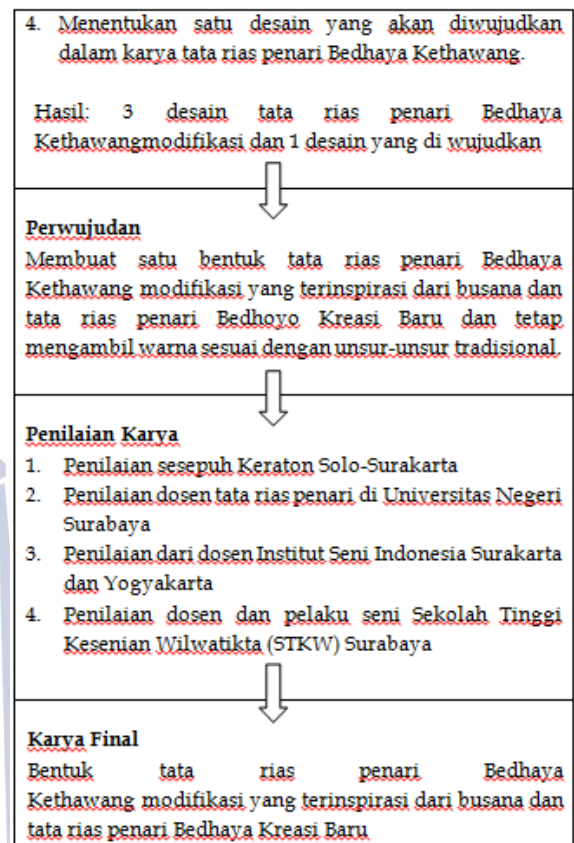 4. Menentukan satu desain yang akan diwujudkan
dalam karya tata rias penari Bedhaya Kethawang.
Hasil: 3 desain tata rias penari Bedhaya
Kethawangmodifikasi dan 1 desain yang di wujudkan
Perwujudan
Membuat satu bentuk tata rias penari Bedhaya
Kethawang modifikasi yang terinspirasi dari busana dan
tata rias penari Bedhoyo Kreasi Baru dan tetap
mengambil warna sesuai dengan unsur-unsur tradisional.
Penilaian Karya
1. Penilaian sesepuh Keraton Solo-Surakarta
2. Penilaian dosen tata rias penari di Universitas Negeri
Surabaya
3. Penilaian dari dosen Institut Seni Indonesia Surakarta
dan Yogyakarta
4. Penilaian dosen dan pelaku seni Sekolah Tinggi
Kesenian Wilwatikta (STKW) Surabaya
Karya Final
Bentuk tata rias penari Bedhaya
Kethawang modifikasi yang terinspirasi dari busana dan
tata rias penari Bedhaya Kreasi Baru